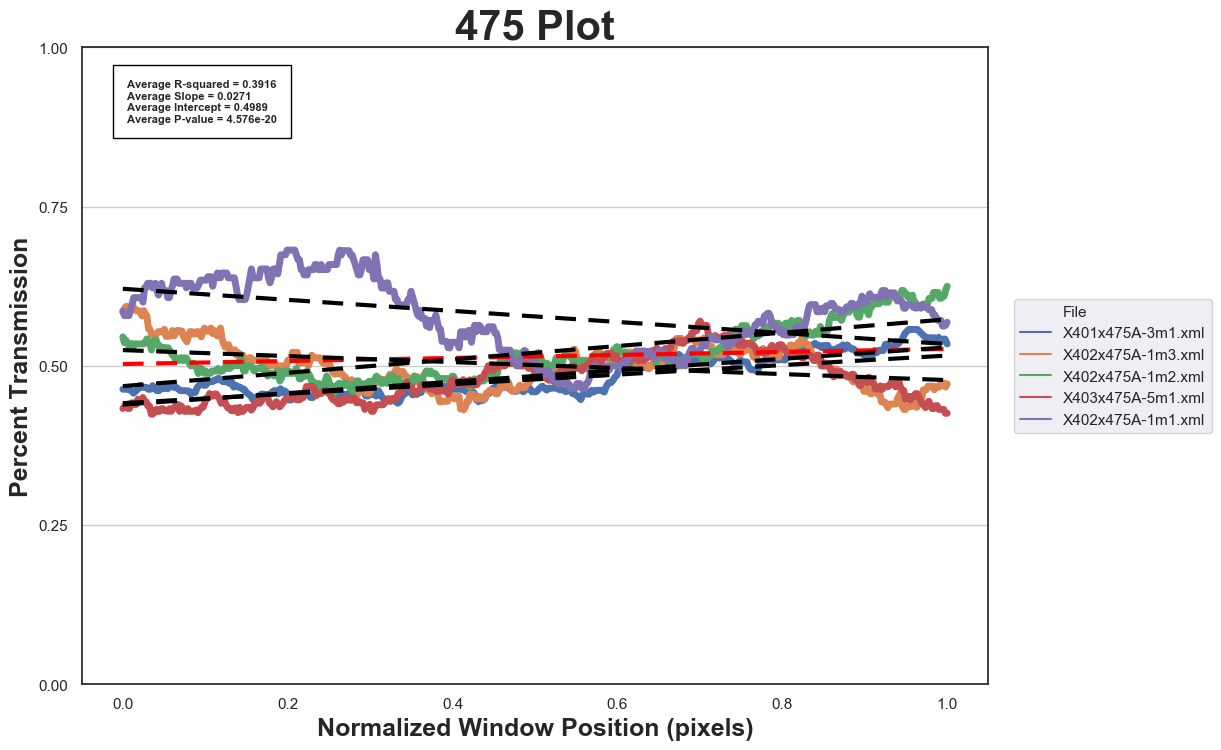 475 Plot
1.00
Average R-squared = 0.3916
Average Slope = 0.0271
Average Intercept = 0.4989
Average P-value = 4.576e-20
0.75
Percent Transmission
0.50
0.25
0.00
File
X401x475A-3m1.xml
X402x475A-1m3.xml
X402x475A-1m2.xml
X403x475A-5m1.xml
X402x475A-1m1.xml
0.0 0.2 0.4 0.6 0.8 1.0
Normalized Window Position (pixels)